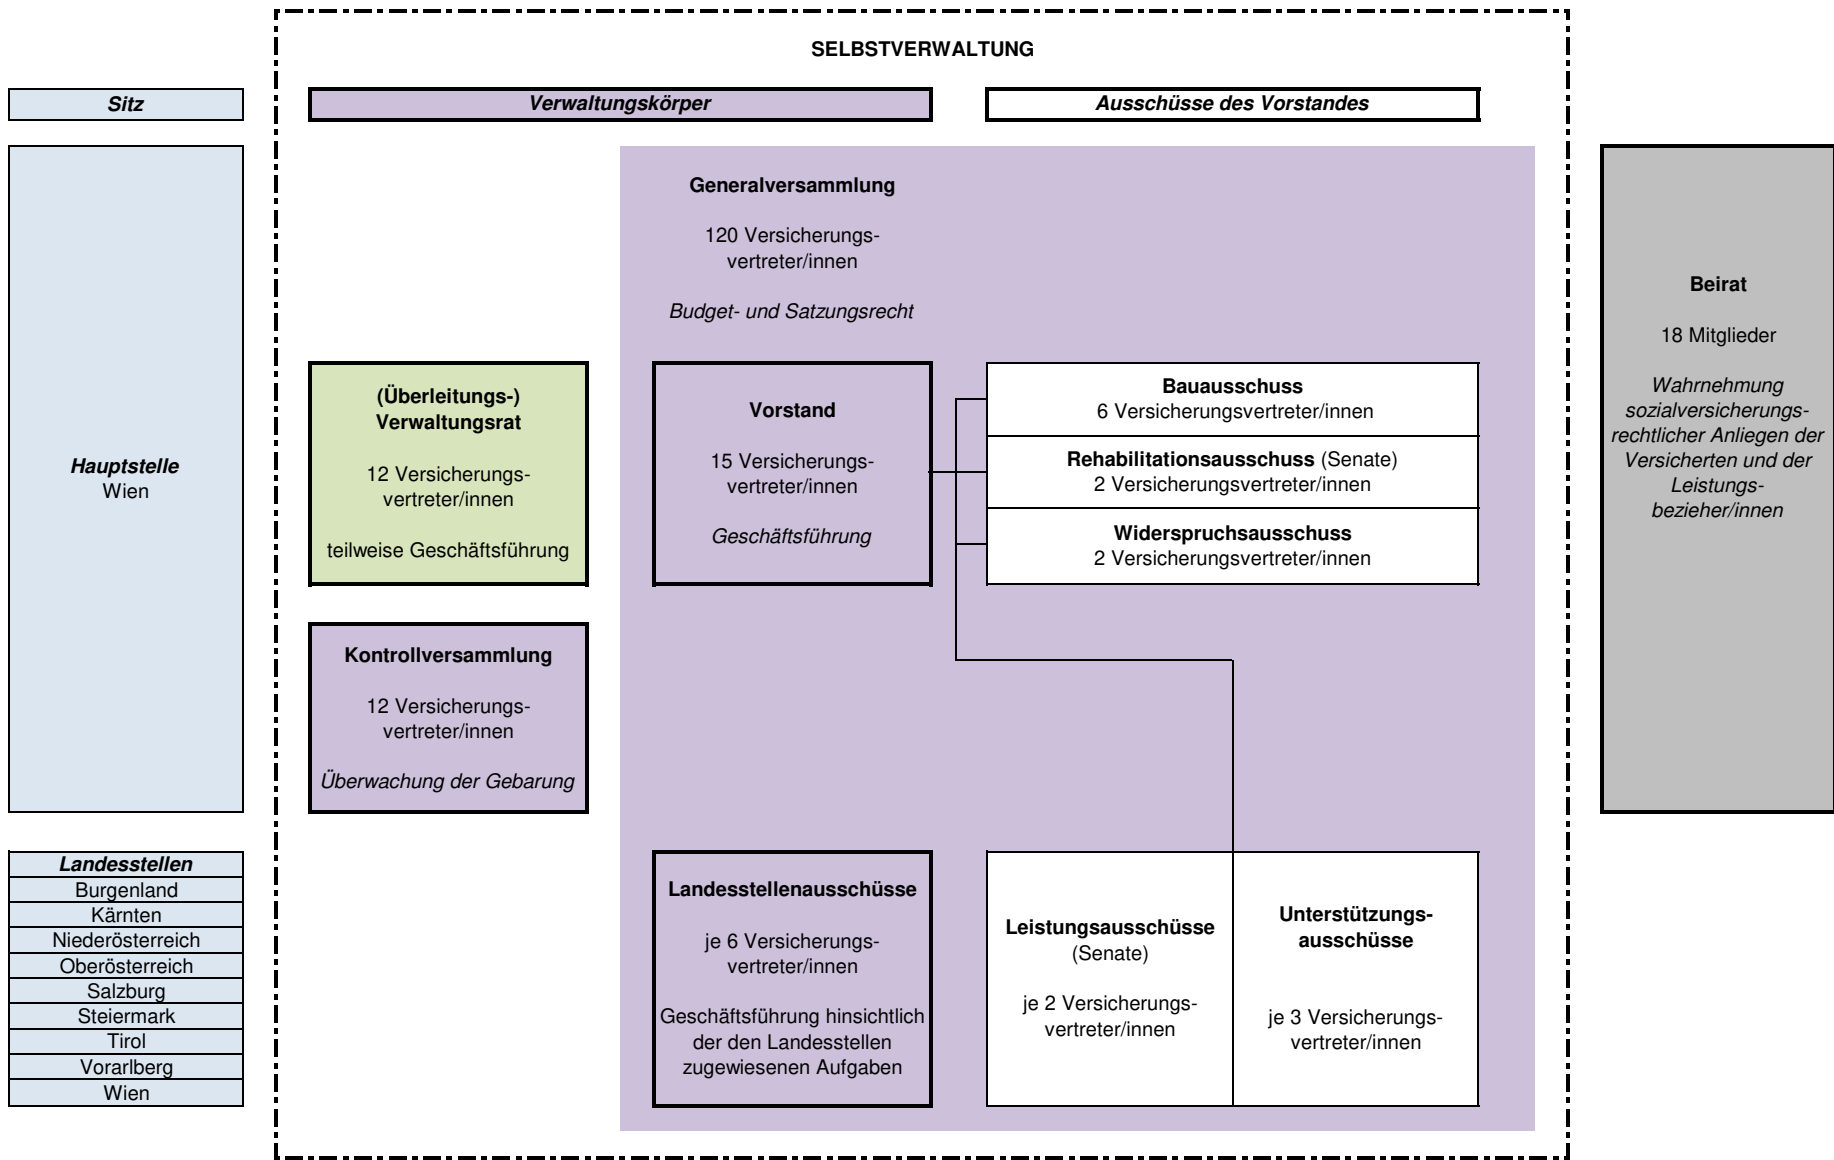 SELBSTVERWALTUNG
Sitz
Verwaltungskörper
Ausschüsse des Vorstandes
Hauptstelle
Wien
Generalversammlung
120 Versicherungs-
vertreter/innen
Budget- und Satzungsrecht
(Überleitungs-)
Verwaltungsrat
12 Versicherungs-
vertreter/innen
teilweise Geschäftsführung
Vorstand
15 Versicherungs-
vertreter/innen
Geschäftsführung
Bauausschuss
6 Versicherungsvertreter/innen
Rehabilitationsausschuss (Senate)
2 Versicherungsvertreter/innen
Widerspruchsausschuss
2 Versicherungsvertreter/innen
Kontrollversammlung
12 Versicherungs-
vertreter/innen
Überwachung der Gebarung
Beirat
18 Mitglieder
Wahrnehmung
sozialversicherungs-
rechtlicher Anliegen der
Versicherten und der
Leistungs-
bezieher/innen
Landesstellen
Burgenland
Kärnten
Niederösterreich
Oberösterreich
Salzburg
Steiermark
Tirol
Vorarlberg
Wien
Landesstellenausschüsse
je 6 Versicherungs-
vertreter/innen
Geschäftsführung hinsichtlich
der den Landesstellen
zugewiesenen Aufgaben
Leistungsausschüsse
(Senate)
je 2 Versicherungs-
vertreter/innen
Unterstützungs-
ausschüsse
je 3 Versicherungs-
vertreter/innen